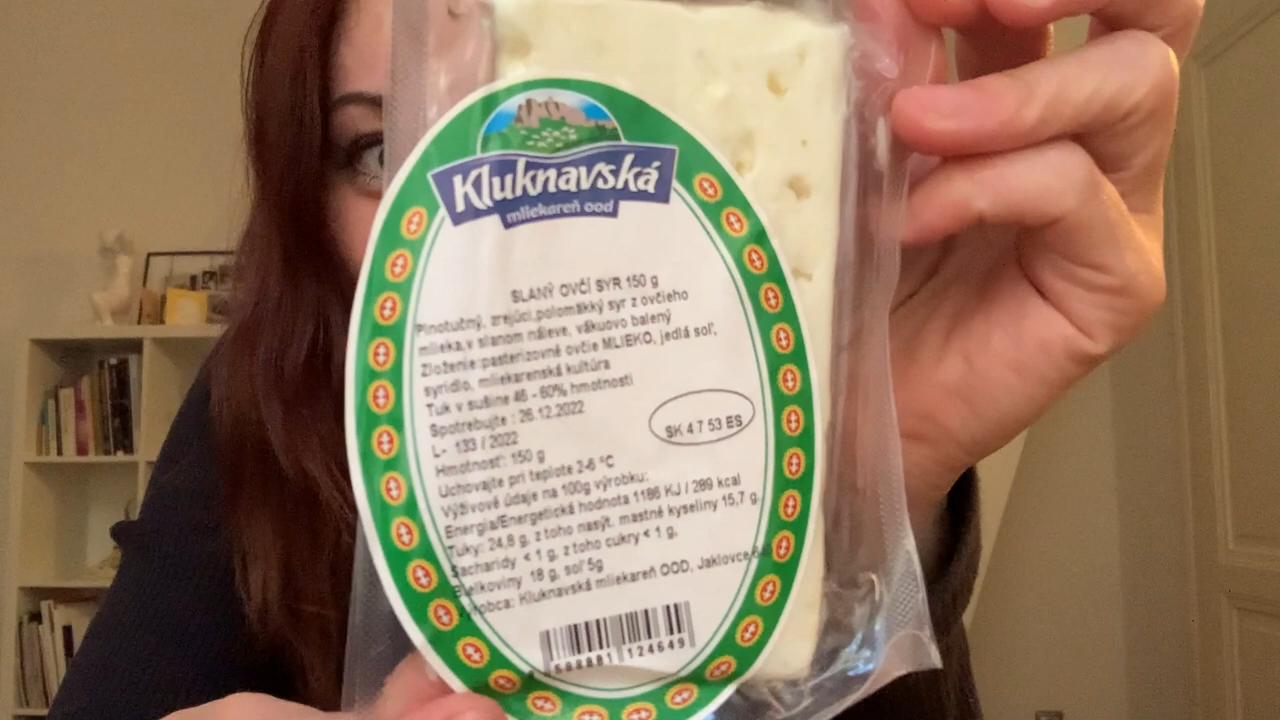 Kluknavská
mliekareň ood
SLANÝ OVČÍ SYR 150 g
Plnotučný, zrejúci,polomäkký syr z ovčieho
mlieka,v slanom náleve, vákuovo balený
Zloženie:pasterizovné ovčie MLIEKO, jedlá soľ,
syridlo, mliekarenská kultúra
Tuk v sušine 46 - 60% hmotnosti
Spotrebujte : 26.12.2022
SK 4 7 53 ES
L- 133 / 2022
Hmotnosť: 150 g
Uchovajte pri teplote 2-6 °C
Výživové údaje na 100g výrobku:
Energia/Energetická hodnota 1186 KJ / 289 kcal
Tuky: 24,8 g, z toho nasýt. mastné kyseliny 15,7 g,
Sacharidy < 1 g, z toho cukry < 1 g,
Bielkoviny 18 g, soľ 5g
Výrobca: Kluknavská mliekareň OOD, Jaklovce
588881 124649